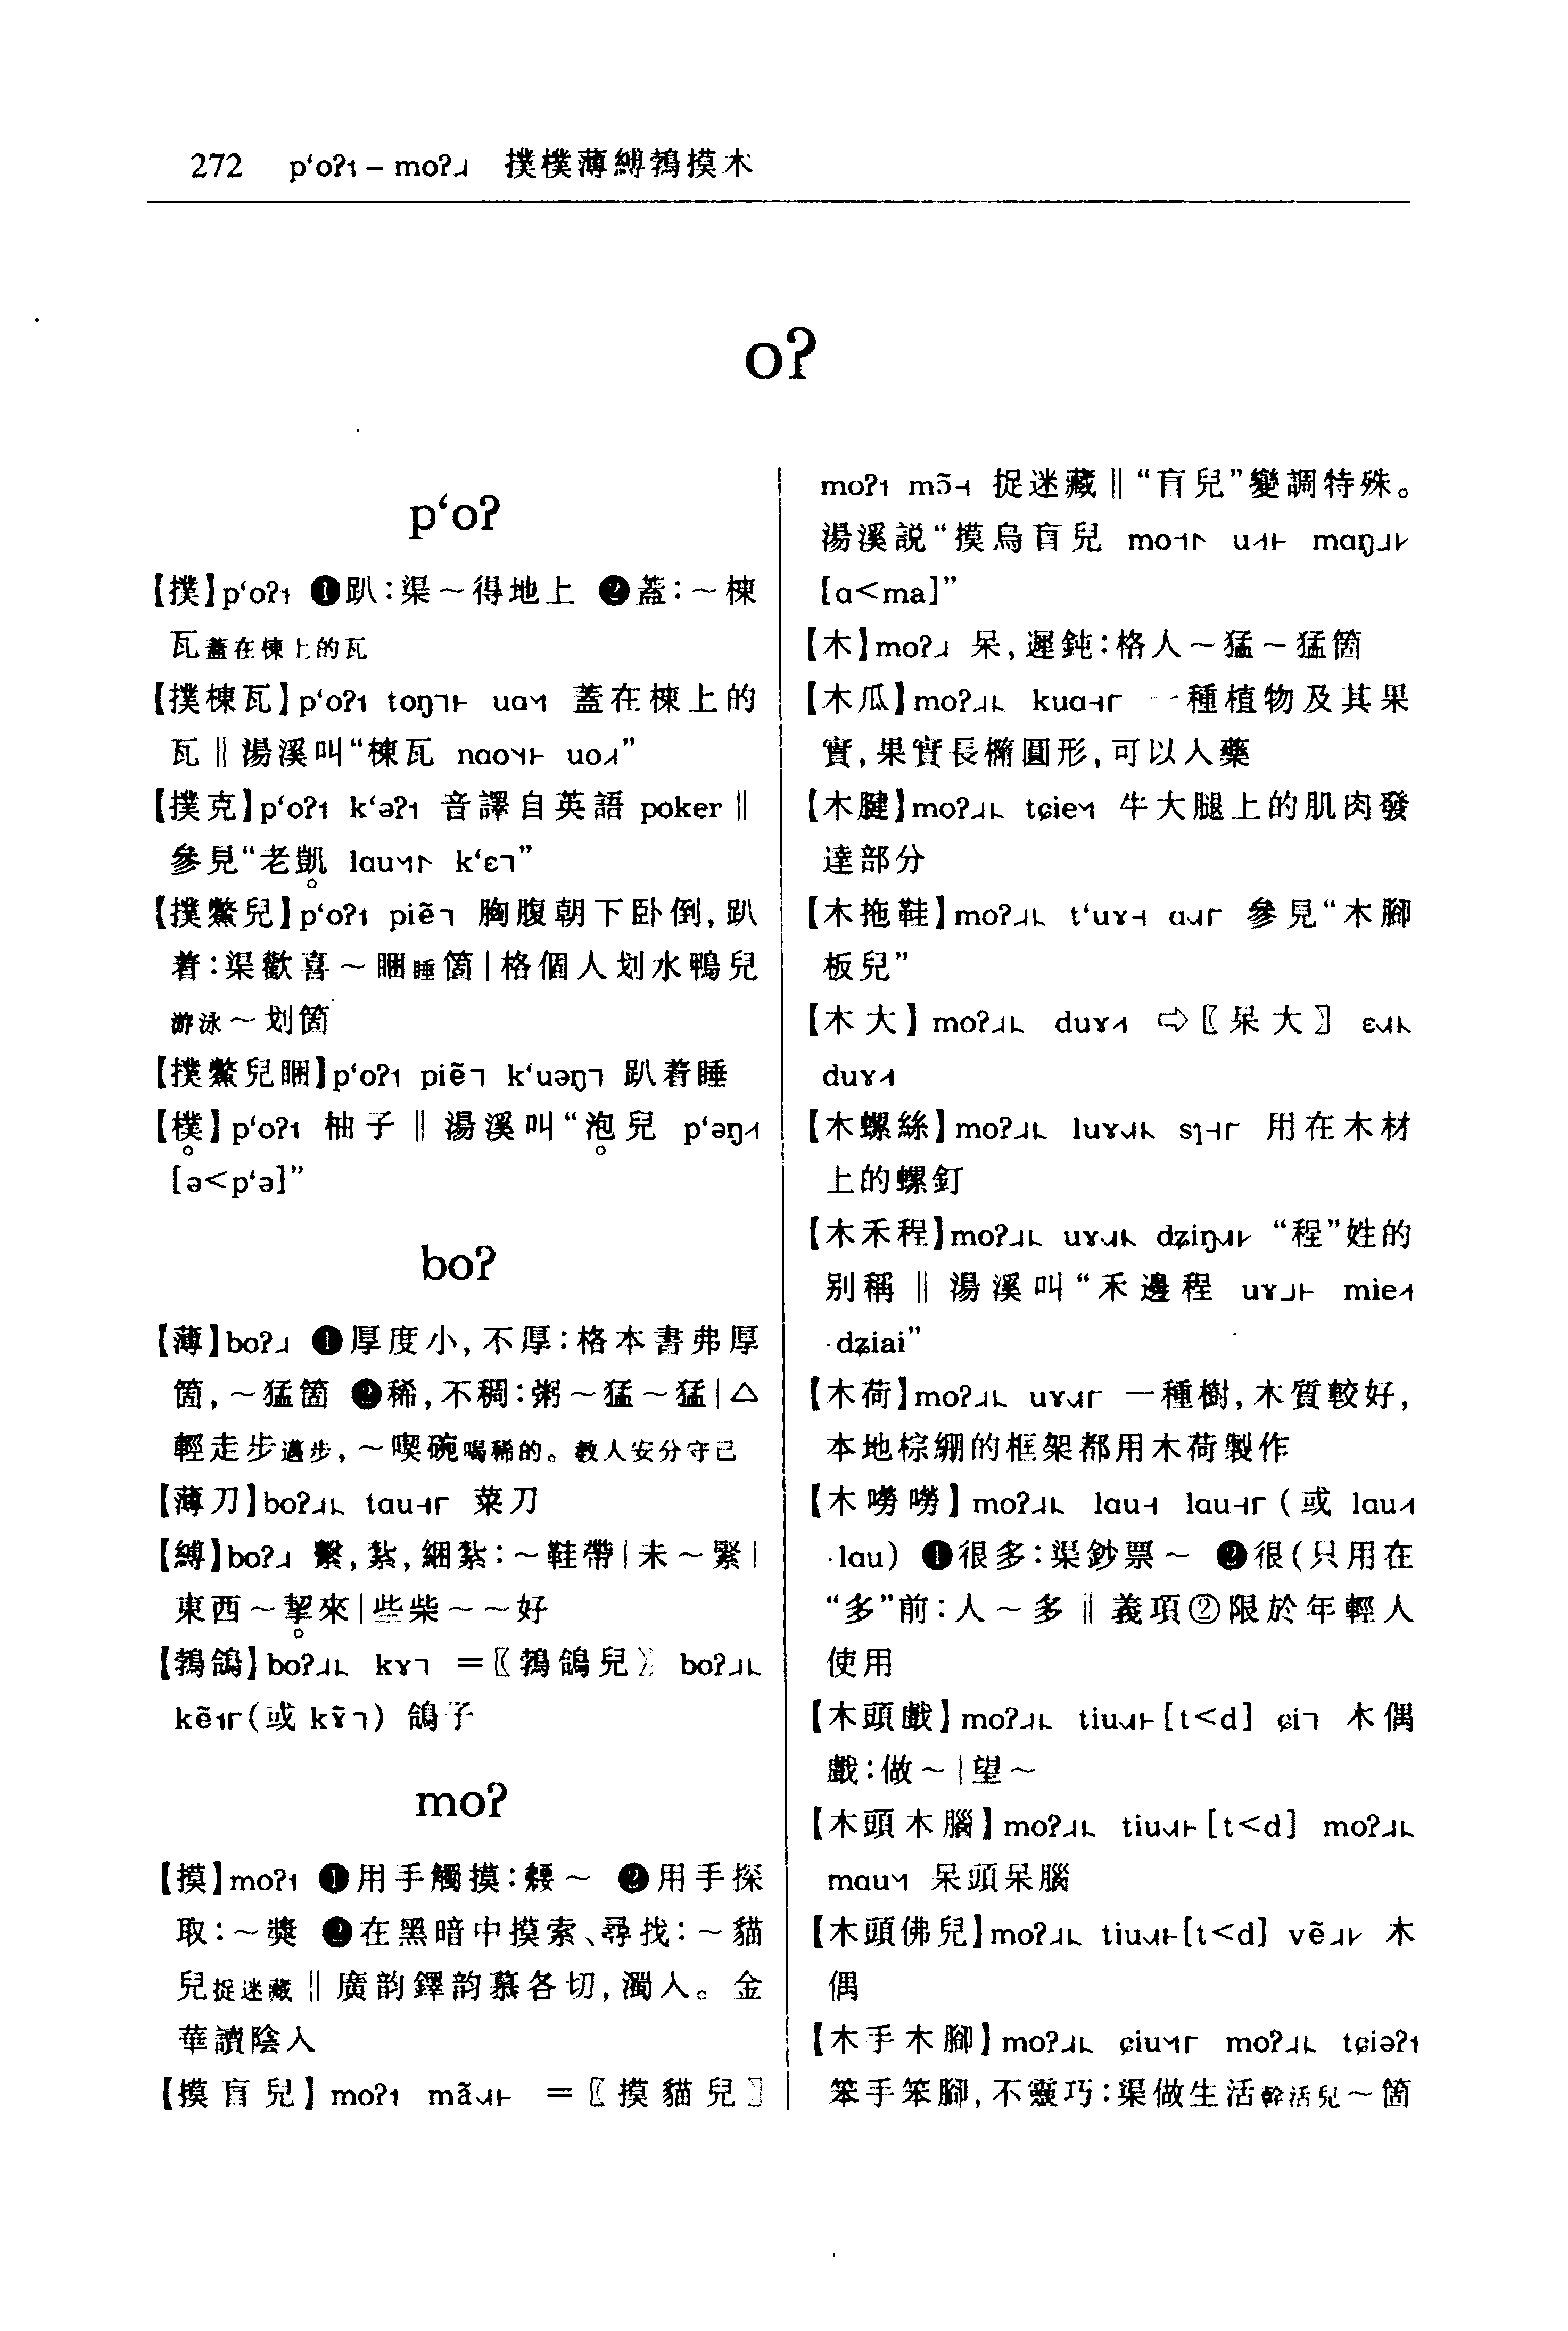 272 p‘oʔ˦ – moʔ˩ 撲樸薄縛鵓摸木
oʔ
p‘oʔ
【撲】p‘oʔ˦ ❶趴:渠～得地上 ❷蓋:～棟
瓦蓋在棟上的瓦
【撲棟瓦】p‘oʔ˦ 蓋在棟上的
瓦‖湯溪叫“棟瓦
【撲克】p‘oʔ˦ k‘əʔ˦ 音譯自英語 poker‖
參見“老凱
【撲鱉兒】p‘oʔ˦ piẽ˥ 胸腹朝下卧倒,趴
着:渠歡喜～睏睡箇|格個人划水鴨兒
游泳～划箇
【撲鱉兒睏】p‘oʔ˦ piẽ˥ k‘uəŋ˥ 趴着睡
【樸】p‘oʔ˦ 柚子‖湯溪叫“泡兒 p‘əŋ
[ə<p‘ə]”
boʔ
【薄】boʔ ❶厚度小,不厚:格本書弗厚
箇,～猛箇 ❷稀,不稠:粥～猛～猛|△
輕走步邁步,～喫碗喝稀的。教人安分守己
【薄刀】boʔ tau 菜刀
【縛】boʔ 繫,紮,綑紮:～鞋帶|未～緊|
東西～挈來|些柴～～好
【鵓鴿】boʔ kɤ˥ =〖鵓鴿兒〗 boʔ
kẽ(或 kɤ̃˥) 鴿子
moʔ
【摸】moʔ˦ ❶用手觸摸: ～ ❷用手探
取:～獎 ❷在黑暗中摸索、尋找:～貓
兒捉迷藏‖廣韵鐸韵慕各切,濁入。金
華讀陰入
【摸盲兒】moʔ˦ mã =〖摸貓兒〗
moʔ˦ mɔ̃ 捉迷藏‖“盲兒”變調特殊。
湯溪説“摸烏盲兒 mo u maŋ
[ɑ<ma]”
【木】moʔ 呆,遲鈍:格人～猛～猛箇
【木瓜】moʔ kua 一種植物及其果
實,果實長橢圓形,可以入藥
【木腱】moʔ tɕie 牛大腿上的肌肉發
達部分
【木拖鞋】moʔ t‘uɤ ɑ 參見“木腳
板兒”
【木大】moʔ duɤ ⇨〖呆大〗 ɛ
duɤ
【木螺絲】moʔ luɤ sɿ 用在木材
上的螺釘
【木禾程】moʔ uɤ dʑiŋ “程”姓的
别稱‖湯溪叫“禾邊程 uɤ mie
·dʑiai”
【木荷】moʔ uɤ 一種樹,木質較好,
本地棕綳的框架都用木荷製作
【木嘮嘮】moʔ lau lau(或 lau
·lau) ❶很多:渠鈔票～ ❷很(只用在
“多”前:人～多‖義項②限於年輕人
使用
【木頭戲】moʔ tiu[t<d] ɕi˥ 木偶
戲:做～|望～
【木頭木腦】moʔ tiu[t<d] moʔ
mau 呆頭呆腦
【木頭佛兒】moʔ tiu[t<d] vẽ 木
偶
【木手木腳】moʔ ɕiu moʔ tɕiəʔ˦
笨手笨腳,不靈巧:渠做生活幹活兒～箇